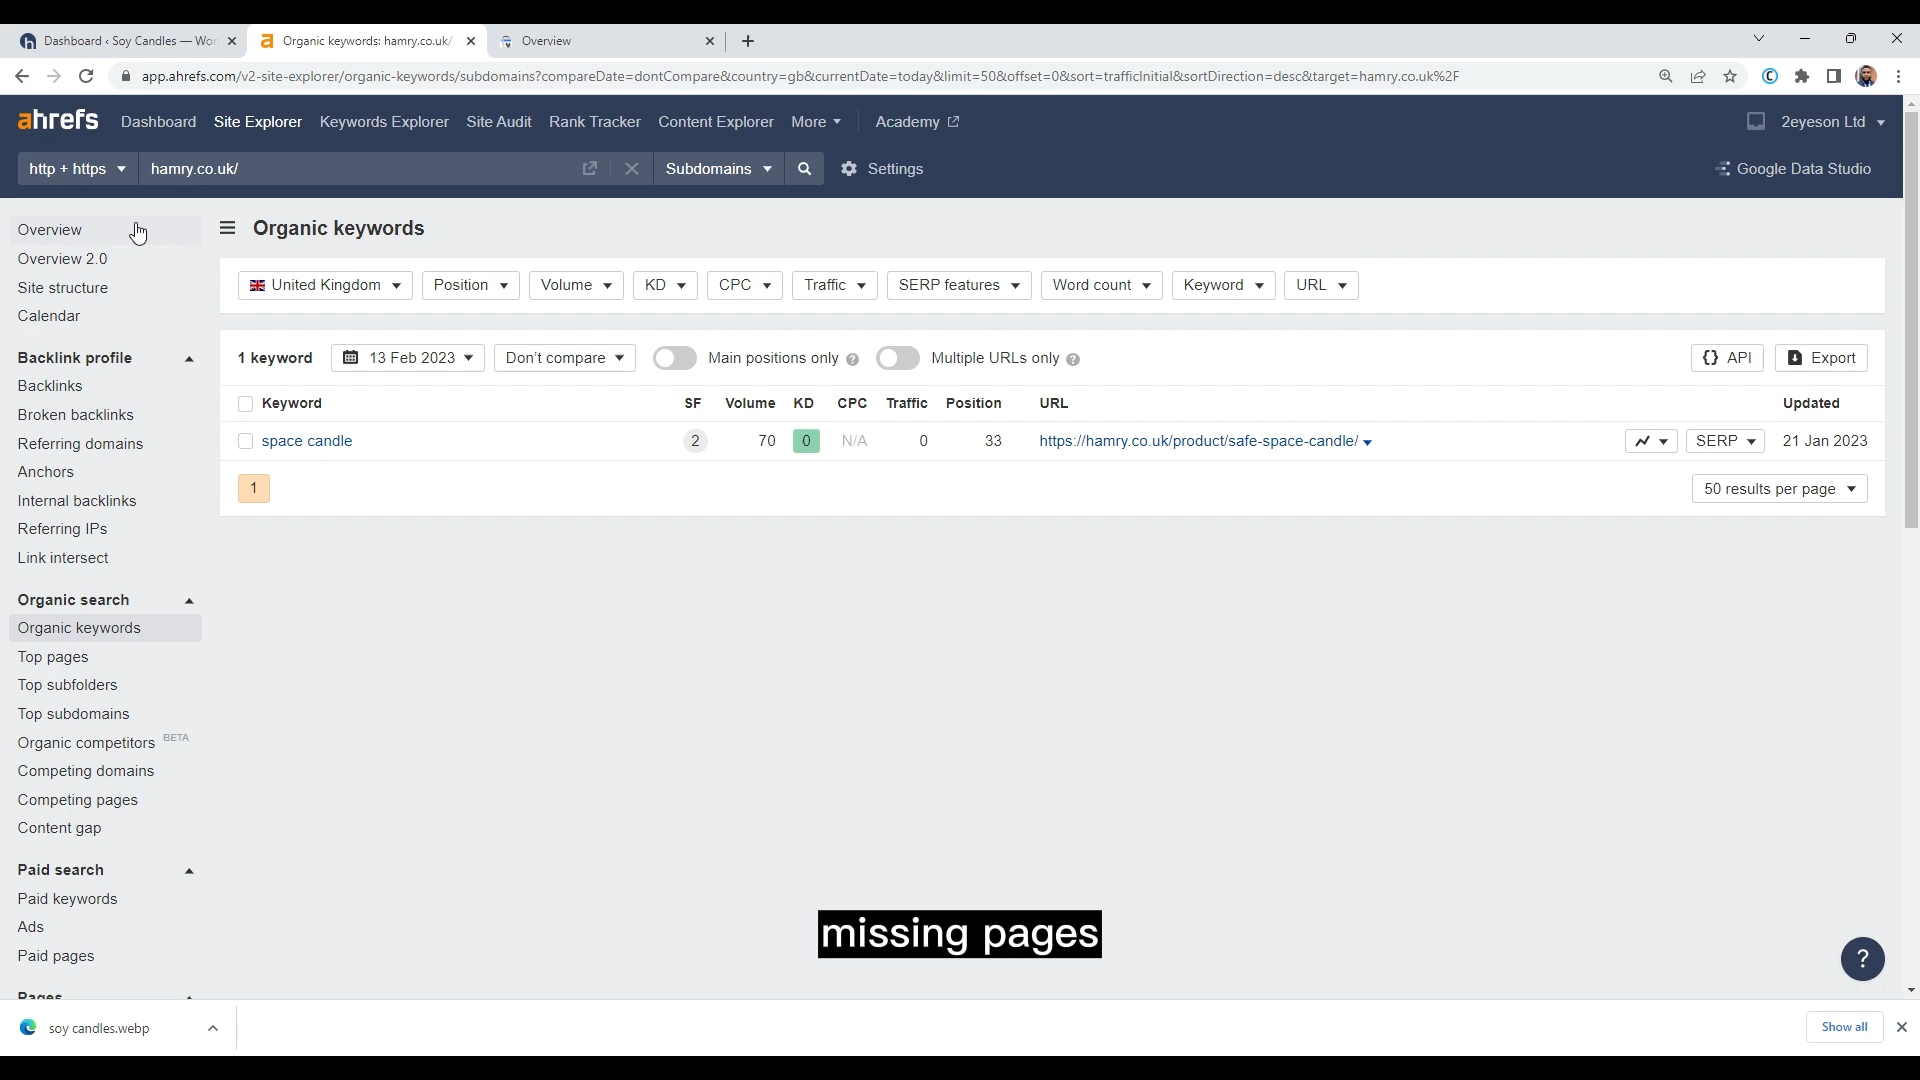 Dashboard ‹ Soy Candles — Wor
Organic keywords: hamry.co.uk/
Overview
app.ahrefs.com/v2-site-explorer/organic-keywords/subdomains?compareDate=dontCompare&country=gb&currentDate=today&limit=50&offset=0&sort=trafficInitial&sortDirection=desc&target=hamry.co.uk%2F
ahrefs Dashboard Site Explorer Keywords Explorer Site Audit Rank Tracker Content Explorer More Academy 2eyeson Ltd
http + https hamry.co.uk/ Subdomains Settings Google Data Studio
Overview
Overview 2.0
Site structure
Calendar
Backlink profile
Backlinks
Broken backlinks
Referring domains
Anchors
Internal backlinks
Referring IPs
Link intersect
Organic search
Organic keywords
Top pages
Top subfolders
Top subdomains
Organic competitors BETA
Competing domains
Competing pages
Content gap
Paid search
Paid keywords
Ads
Paid pages
Pages
Organic keywords
United Kingdom Position Volume KD CPC Traffic SERP features Word count Keyword URL
1 keyword 13 Feb 2023 Don't compare Main positions only ? Multiple URLs only ? {} API Export
Keyword SF Volume KD CPC Traffic Position URL Updated
space candle 2 70 0 N/A 0 33 https://hamry.co.uk/product/safe-space-candle/ SERP 21 Jan 2023
1 50 results per page
missing pages
?
soy candles.webp Show all